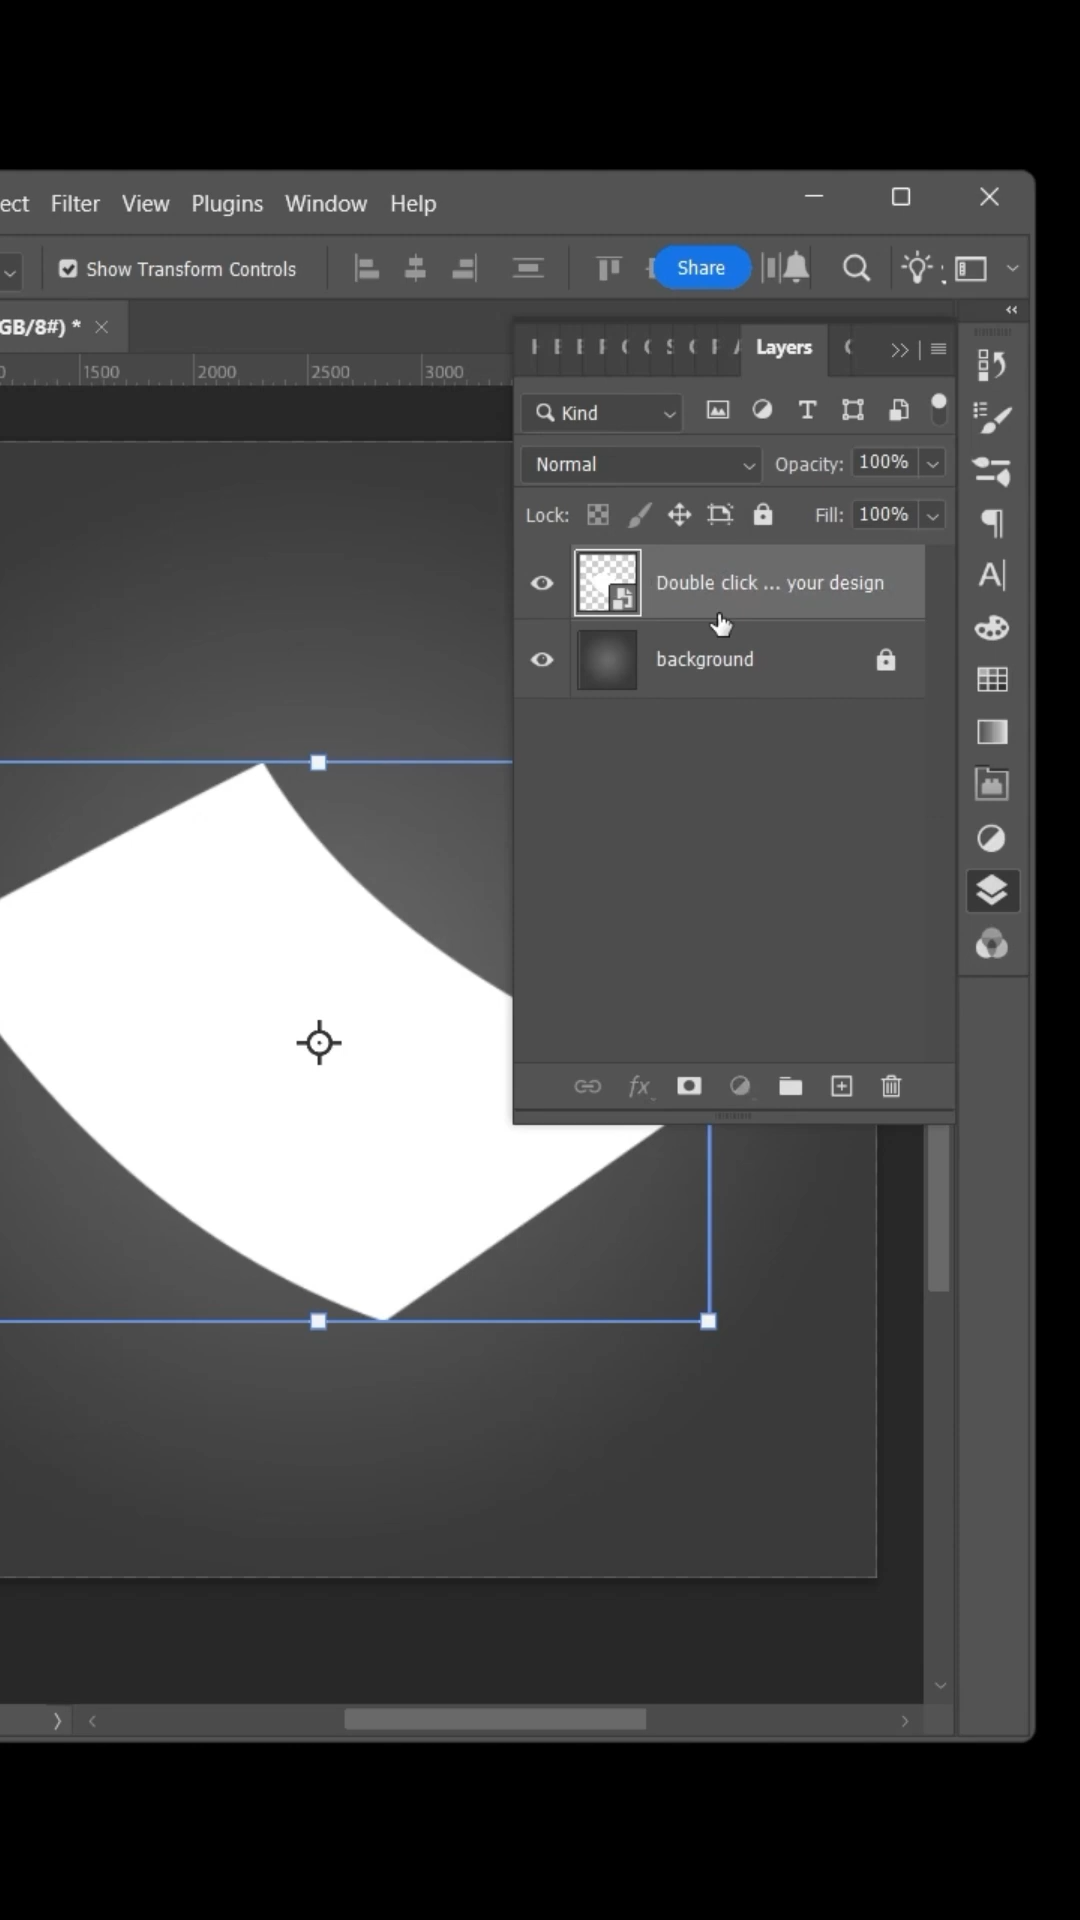 ect Filter View Plugins Window Help
Show Transform Controls
Share
GB/8#) *
1500 2000 2500 3000
Layers
Kind
Normal
Opacity: 100%
Lock:
Fill: 100%
Double click ... your design
background
fx